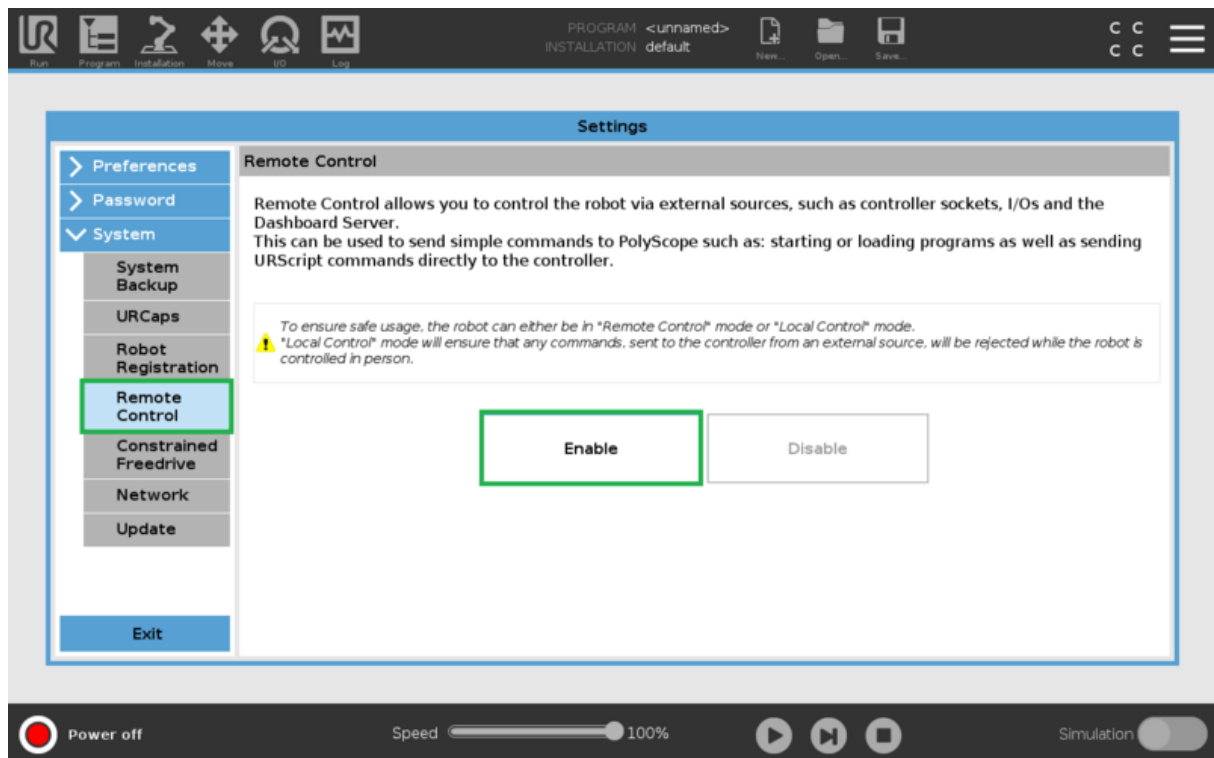 PROGRAM <unnamed>
INSTALLATION default
C C
C C
Run Program Installation Move I/O Log New... Open... Save...
Settings
Preferences
Password
System
System
Backup
URCaps
Robot
Registration
Remote
Control
Constrained
Freedrive
Network
Update
Exit
Remote Control
Remote Control allows you to control the robot via external sources, such as controller sockets, I/Os and the
Dashboard Server.
This can be used to send simple commands to PolyScope such as: starting or loading programs as well as sending
URScript commands directly to the controller.
To ensure safe usage, the robot can either be in "Remote Control" mode or "Local Control" mode.
"Local Control" mode will ensure that any commands, sent to the controller from an external source, will be rejected while the robot is
controlled in person.
Enable
Disable
Power off
Speed
100%
Simulation